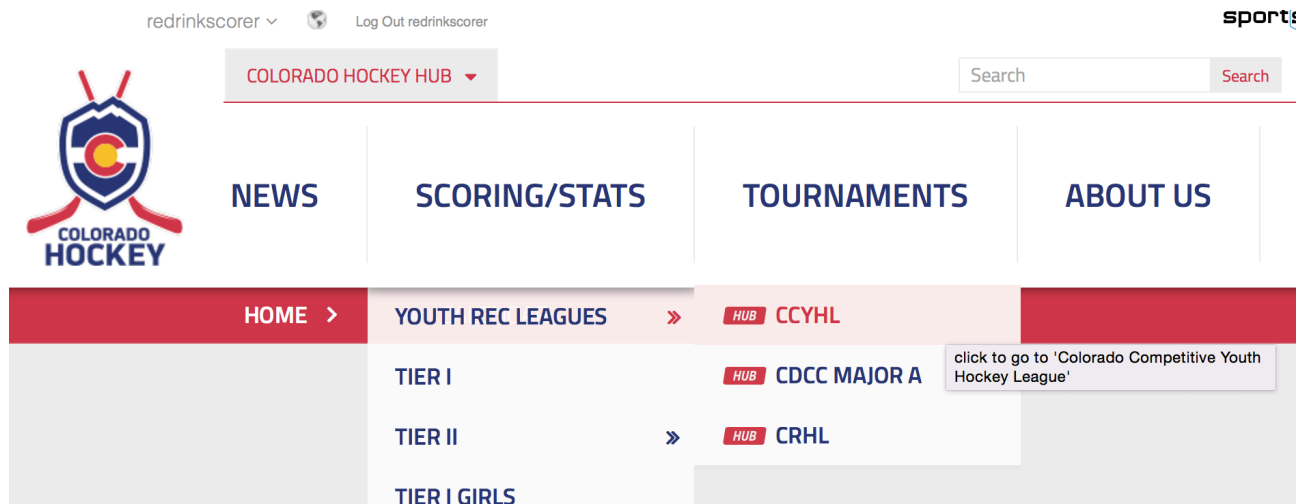 redrinkscorer
Log Out redrinkscorer
sports
COLORADO HOCKEY HUB
Search
Search
COLORADO
HOCKEY
NEWS
SCORING/STATS
TOURNAMENTS
ABOUT US
HOME
YOUTH REC LEAGUES
HUB CCYHL
click to go to 'Colorado Competitive Youth
Hockey League'
TIER I
HUB CDCC MAJOR A
TIER II
HUB CRHL
TIER I GIRLS